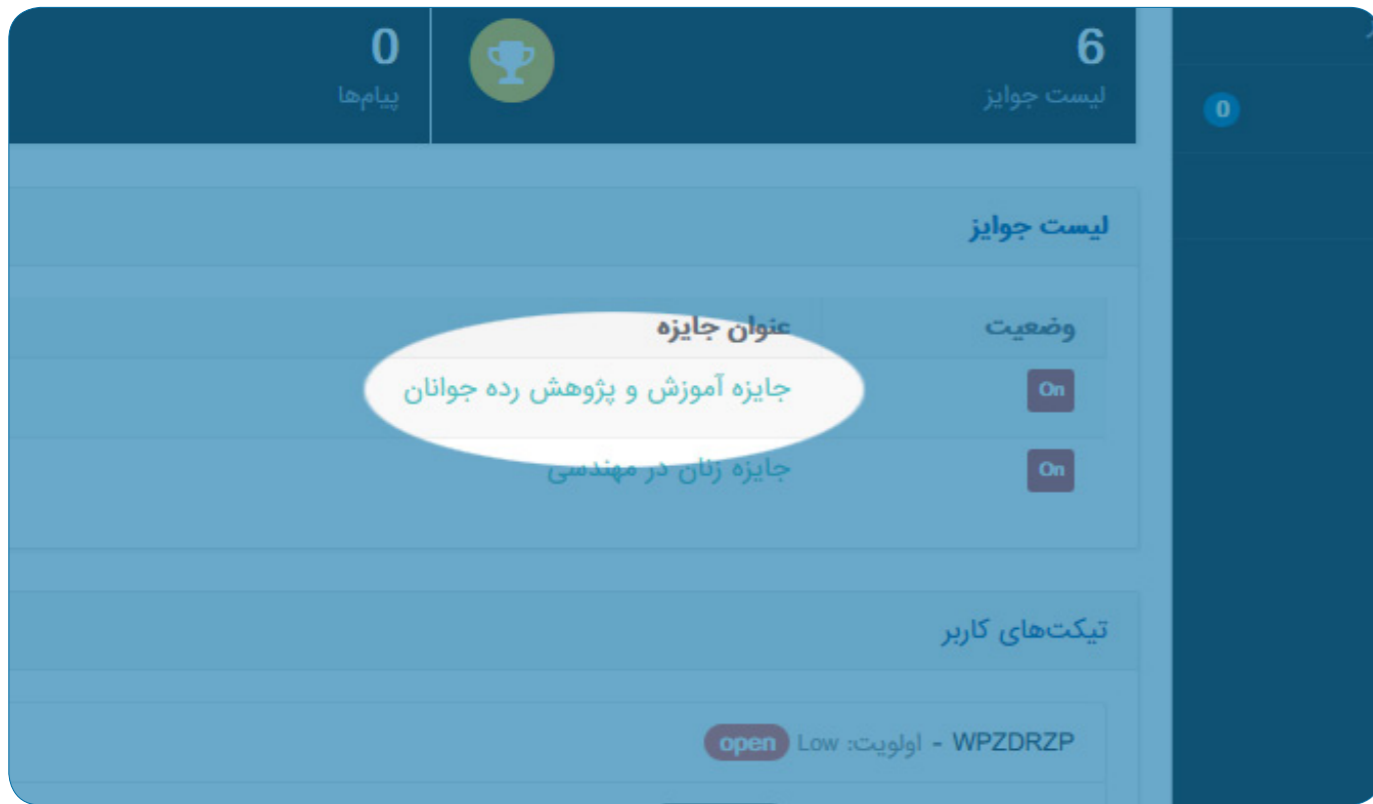 6
لیست جوایز
0
پیام‌ها
0
لیست جوایز
وضعیت
عنوان جایزه
On
جایزه آموزش و پژوهش رده جوانان
On
جایزه زنان در مهندسی
تیکت‌های کاربر
WPZDRZP - اولویت: Low open